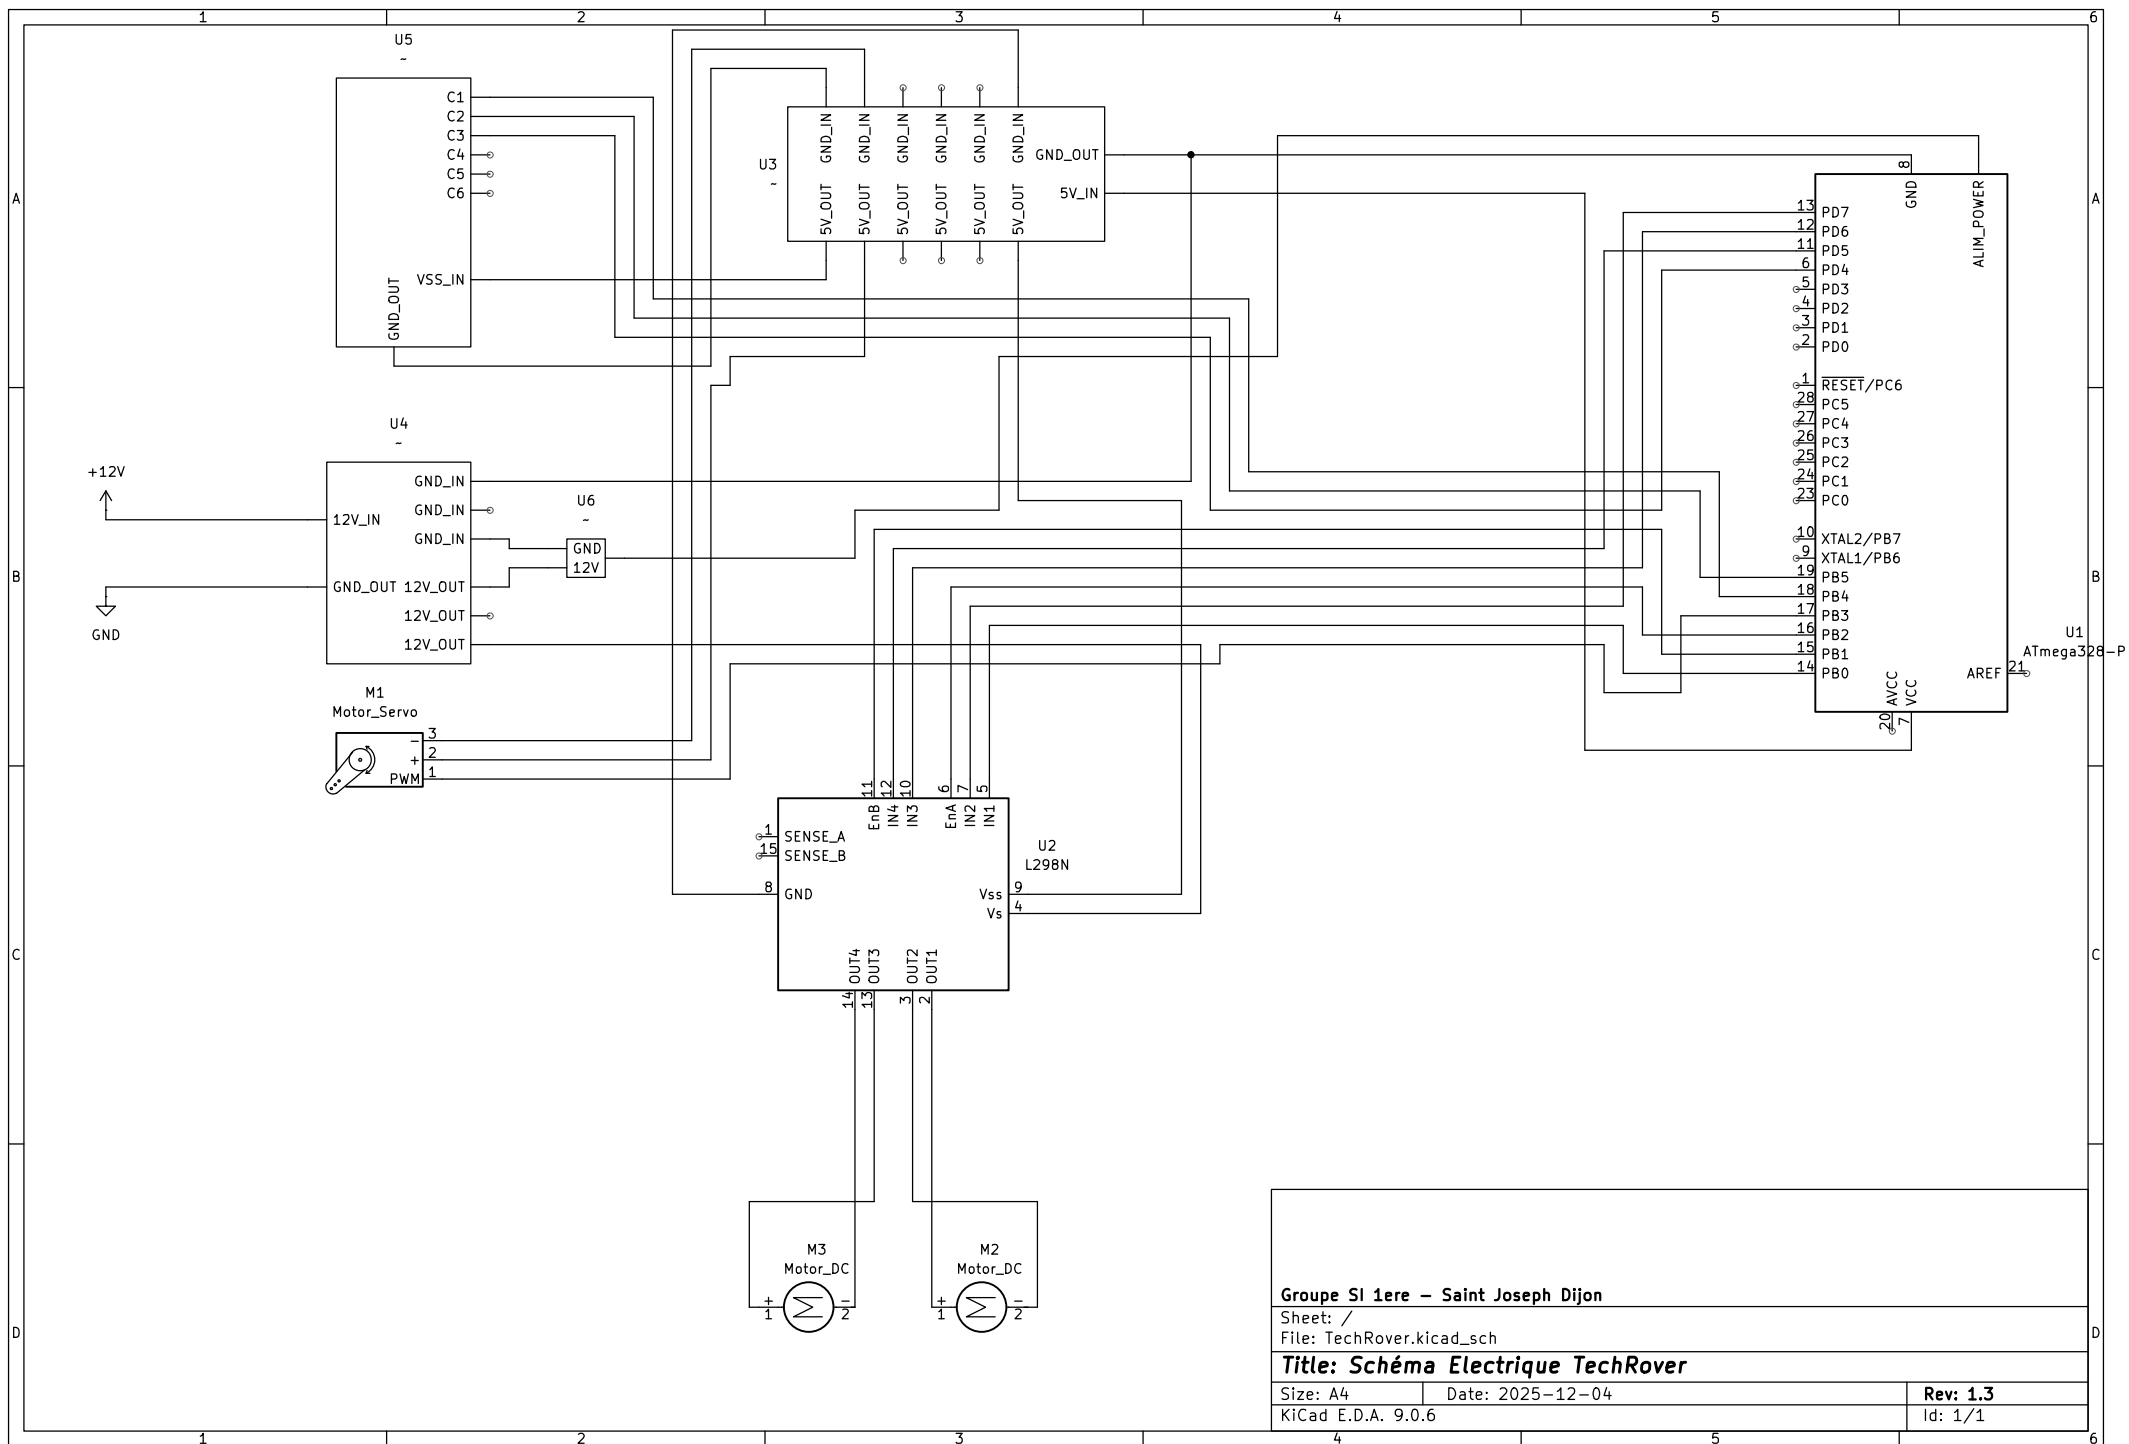 1 2 3 4 5 6
A
B
C
D
A
B
C
D
1 2 3 4 5 6
U5
~
C1
C2
C3
C4
C5
C6
VSS_IN
GND_OUT
U3
~
GND_IN GND_IN GND_IN GND_IN GND_IN GND_IN
5V_OUT 5V_OUT 5V_OUT 5V_OUT 5V_OUT 5V_OUT
GND_OUT
5V_IN
8 GND
ALIM_POWER
13 PD7
12 PD6
11 PD5
6 PD4
5 PD3
4 PD2
3 PD1
2 PD0
1 RESET/PC6
28 PC5
27 PC4
26 PC3
25 PC2
24 PC1
23 PC0
10 XTAL2/PB7
9 XTAL1/PB6
19 PB5
18 PB4
17 PB3
16 PB2
15 PB1
14 PB0
AREF 21
20 AVCC
7 VCC
U1
ATmega328-P
U4
~
+12V
GND
12V_IN
GND_OUT
GND_IN
GND_IN
GND_IN
12V_OUT
12V_OUT
12V_OUT
U6
~
GND
12V
M1
Motor_Servo
- 3
+ 2
PWM 1
11 12 10 6 7 5
EnB IN4 IN3 EnA IN2 IN1
1 SENSE_A
15 SENSE_B
8 GND
U2
L298N
Vss 9
Vs 4
OUT4 OUT3 OUT2 OUT1
14 13 3 2
M3
Motor_DC
+ -
1 2
M2
Motor_DC
+ -
1 2
Groupe SI 1ere - Saint Joseph Dijon
Sheet: /
File: TechRover.kicad_sch
Title: Schéma Electrique TechRover
Size: A4 Date: 2025-12-04 Rev: 1.3
KiCad E.D.A. 9.0.6 Id: 1/1